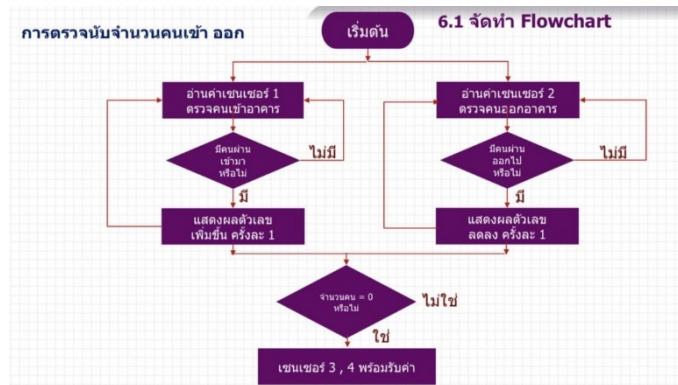 การตรวจนับจำนวนคนเข้า ออก
6.1 จัดทำ Flowchart
เริ่มต้น
อ่านค่าเซนเซอร์ 1
ตรวจคนเข้าอาคาร
อ่านค่าเซนเซอร์ 2
ตรวจคนออกอาคาร
มีคนผ่าน
เข้ามา
หรือไม่
ไม่มี
มีคนผ่าน
ออกไป
หรือไม่
ไม่มี
มี
มี
แสดงผลตัวเลข
เพิ่มขึ้น ครั้งละ 1
แสดงผลตัวเลข
ลดลง ครั้งละ 1
จำนวนคน = 0
หรือไม่
ไม่ใช่
ใช่
เซนเซอร์ 3 , 4 พร้อมรับค่า